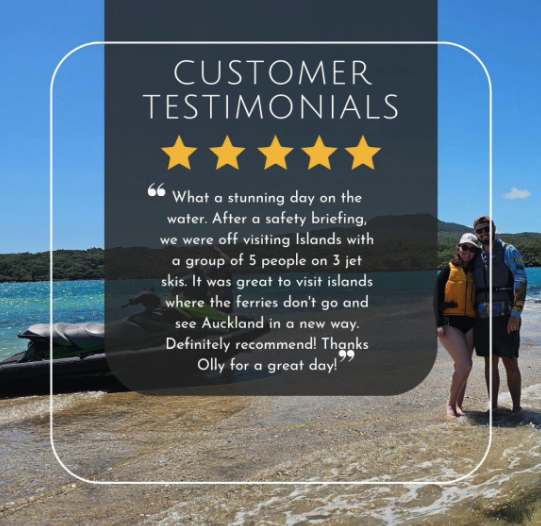 CUSTOMER
TESTIMONIALS
❝ What a stunning day on the
water. After a safety briefing,
we were off visiting Islands with
a group of 5 people on 3 jet
skis. It was great to visit islands
where the ferries don't go and
see Auckland in a new way.
Definitely recommend! Thanks
Olly for a great day!❞